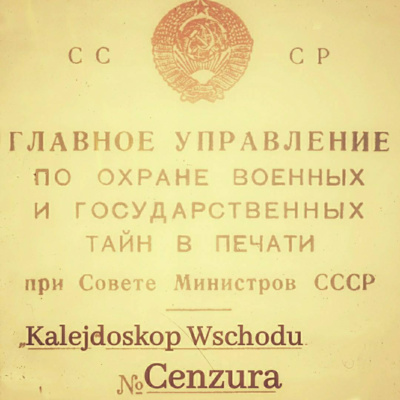 СС СР
ГЛАВНОЕ УПРАВЛЕНИЕ
ПО ОХРАНЕ ВОЕННЫХ
И ГОСУДАРСТВЕННЫХ
ТАЙН В ПЕЧАТИ
при Совете Министров СССР
„Kalejdoskop Wschodu
№Cenzura